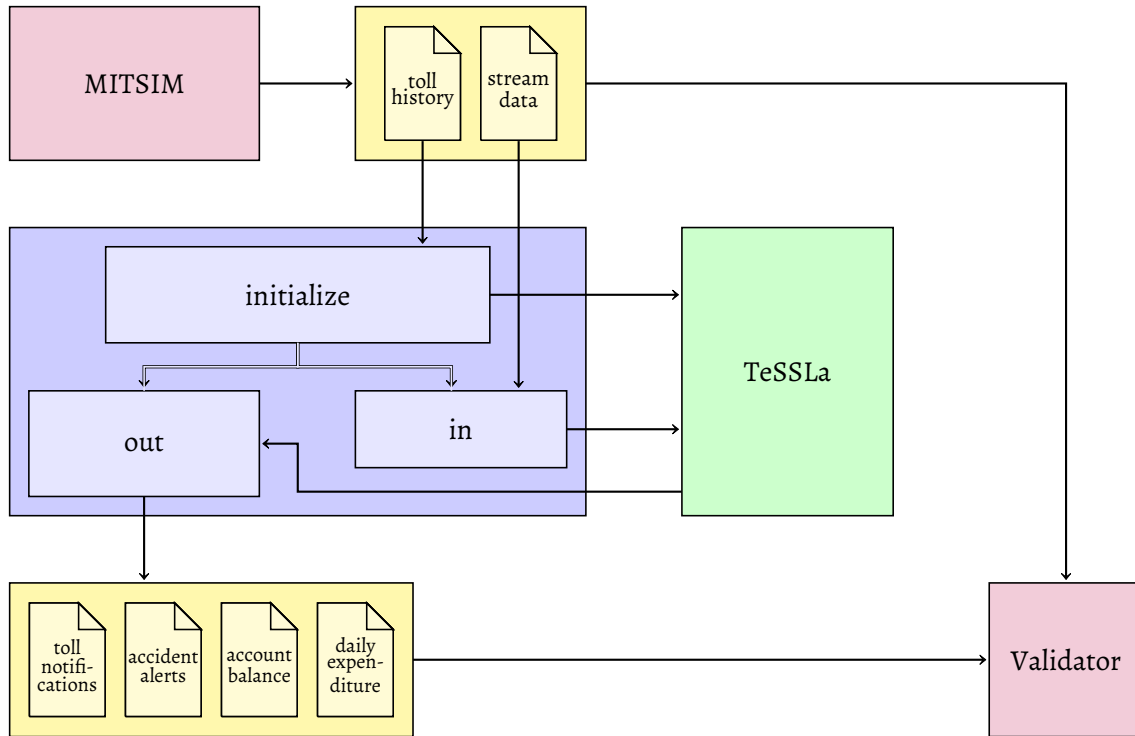 MITSIM
toll
history
stream
data
initialize
TeSSLa
out
in
toll
notifi-
cations
accident
alerts
account
balance
daily
expen-
diture
Validator